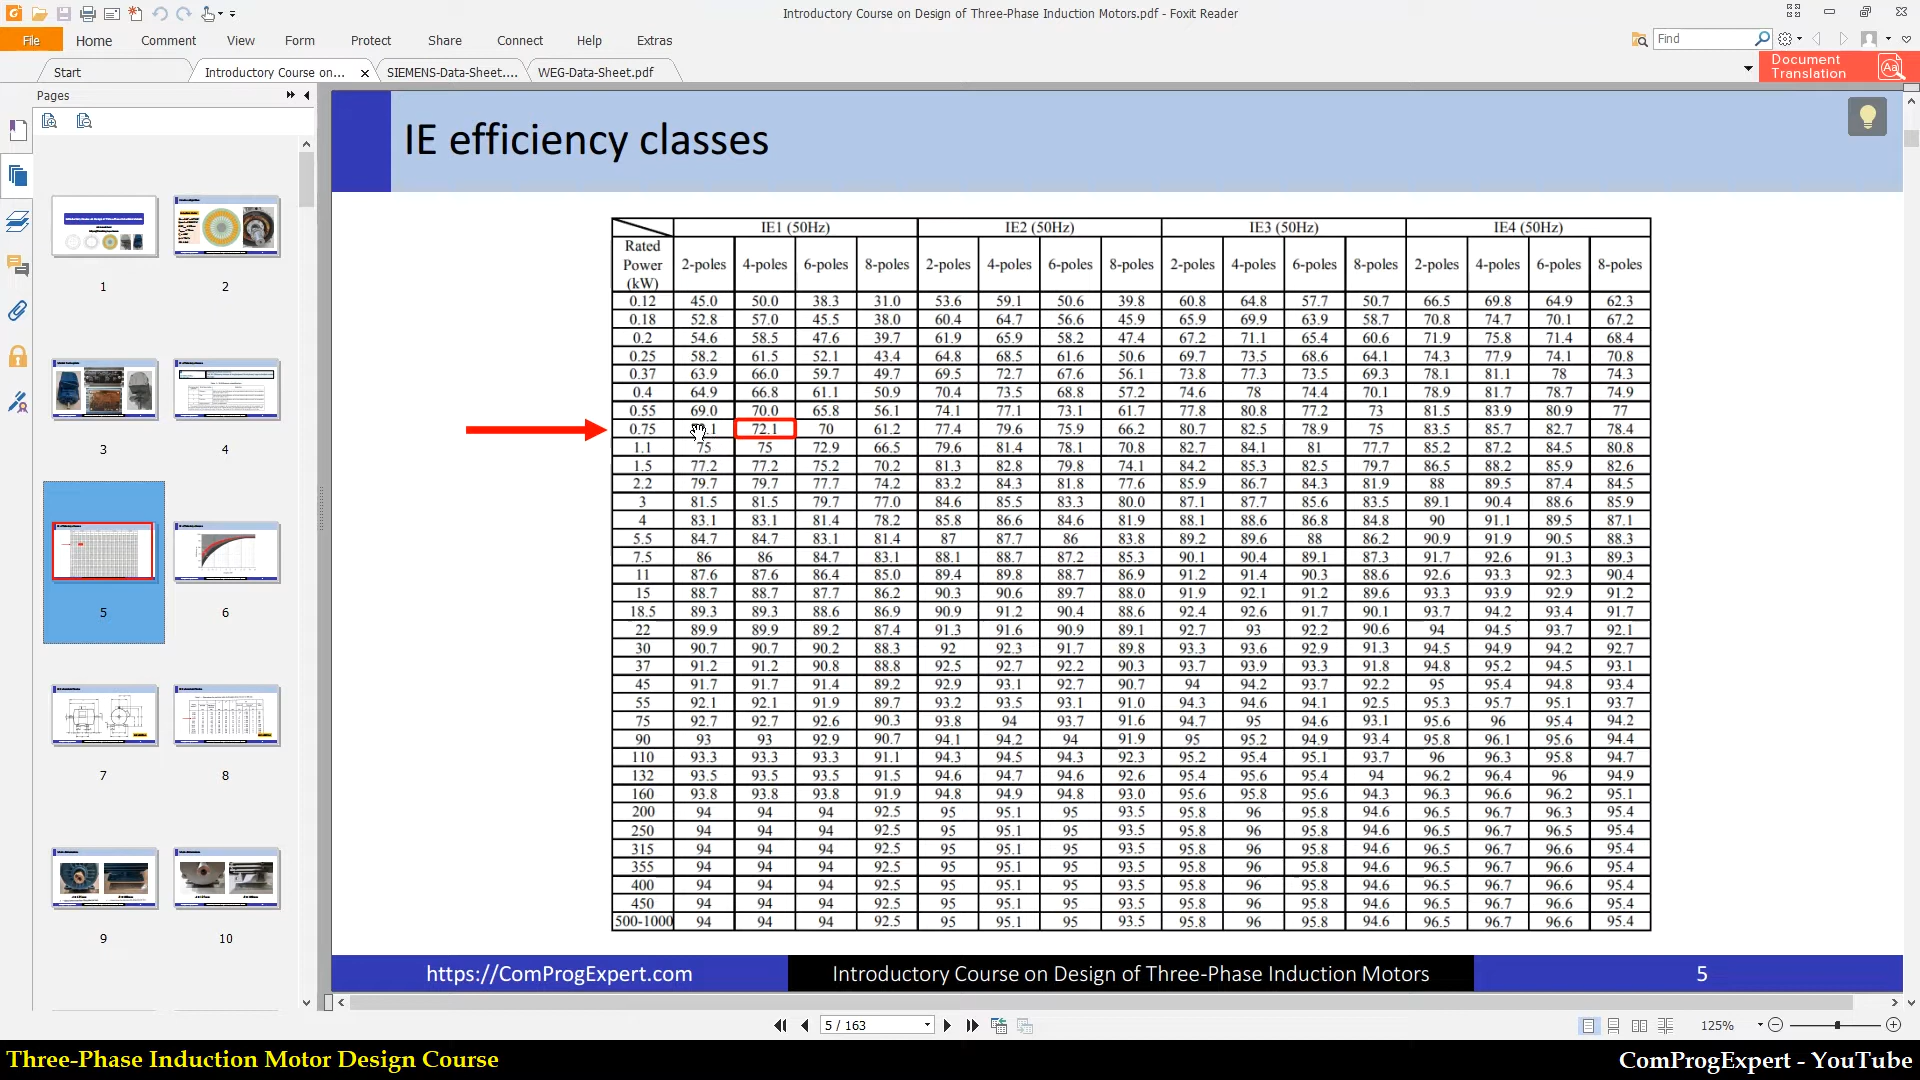 Introductory Course on Design of Three-Phase Induction Motors.pdf - Foxit Reader
File Home Comment View Form Protect Share Connect Help Extras
Find
Start Introductory Course on... SIEMENS-Data-Sheet.... WEG-Data-Sheet.pdf
Document Translation
Pages
1 2
3 4
5 6
7 8
9 10
IE efficiency classes
IE1 (50Hz) IE2 (50Hz) IE3 (50Hz) IE4 (50Hz)
Rated Power (kW) 2-poles 4-poles 6-poles 8-poles 2-poles 4-poles 6-poles 8-poles 2-poles 4-poles 6-poles 8-poles 2-poles 4-poles 6-poles 8-poles
0.12 45.0 50.0 38.3 31.0 53.6 59.1 50.6 39.8 60.8 64.8 57.7 50.7 66.5 69.8 64.9 62.3
0.18 52.8 57.0 45.5 38.0 60.4 64.7 56.6 45.9 65.9 69.9 63.9 58.7 70.8 74.7 70.1 67.2
0.2 54.6 58.5 47.6 39.7 61.9 65.9 58.2 47.4 67.2 71.1 65.4 60.6 71.9 75.8 71.4 68.4
0.25 58.2 61.5 52.1 43.4 64.8 68.5 61.6 50.6 69.7 73.5 68.6 64.1 74.3 77.9 74.1 70.8
0.37 63.9 66.0 59.7 49.7 69.5 72.7 67.6 56.1 73.8 77.3 73.5 69.3 78.1 81.1 78 74.3
0.4 64.9 66.8 61.1 50.9 70.4 73.5 68.8 57.2 74.6 78 74.4 70.1 78.9 81.7 78.7 74.9
0.55 69.0 70.0 65.8 56.1 74.1 77.1 73.1 61.7 77.8 80.8 77.2 73 81.5 83.9 80.9 77
0.75 72.1 70 61.2 77.4 79.6 75.9 66.2 80.7 82.5 78.9 75 83.5 85.7 82.7 78.4
1.1 75 75 72.9 66.5 79.6 81.4 78.1 70.8 82.7 84.1 81 77.7 85.2 87.2 84.5 80.8
1.5 77.2 77.2 75.2 70.2 81.3 82.8 79.8 74.1 84.2 85.3 82.5 79.7 86.5 88.2 85.9 82.6
2.2 79.7 79.7 77.7 74.2 83.2 84.3 81.8 77.6 85.9 86.7 84.3 81.9 88 89.5 87.4 84.5
3 81.5 81.5 79.7 77.0 84.6 85.5 83.3 80.0 87.1 87.7 85.6 83.5 89.1 90.4 88.6 85.9
4 83.1 83.1 81.4 78.2 85.8 86.6 84.6 81.9 88.1 88.6 86.8 84.8 90 91.1 89.5 87.1
5.5 84.7 84.7 83.1 81.4 87 87.7 86 83.8 89.2 89.6 88 86.2 90.9 91.9 90.5 88.3
7.5 86 86 84.7 83.1 88.1 88.7 87.2 85.3 90.1 90.4 89.1 87.3 91.7 92.6 91.3 89.3
11 87.6 87.6 86.4 85.0 89.4 89.8 88.7 86.9 91.2 91.4 90.3 88.6 92.6 93.3 92.3 90.4
15 88.7 88.7 87.7 86.2 90.3 90.6 89.7 88.0 91.9 92.1 91.2 89.6 93.3 93.9 92.9 91.2
18.5 89.3 89.3 88.6 86.9 90.9 91.2 90.4 88.6 92.4 92.6 91.7 90.1 93.7 94.2 93.4 91.7
22 89.9 89.9 89.2 87.4 91.3 91.6 90.9 89.1 92.7 93 92.2 90.6 94 94.5 93.7 92.1
30 90.7 90.7 90.2 88.3 92 92.3 91.7 89.8 93.3 93.6 92.9 91.3 94.5 94.9 94.2 92.7
37 91.2 91.2 90.8 88.8 92.5 92.7 92.2 90.3 93.7 93.9 93.3 91.8 94.8 95.2 94.5 93.1
45 91.7 91.7 91.4 89.2 92.9 93.1 92.7 90.7 94 94.2 93.7 92.2 95 95.4 94.8 93.4
55 92.1 92.1 91.9 89.7 93.2 93.5 93.1 91.0 94.3 94.6 94.1 92.5 95.3 95.7 95.1 93.7
75 92.7 92.7 92.6 90.3 93.8 94 93.7 91.6 94.7 95 94.6 93.1 95.6 96 95.4 94.2
90 93 93 92.9 90.7 94.1 94.2 94 91.9 95 95.2 94.9 93.4 95.8 96.1 95.6 94.4
110 93.3 93.3 93.3 91.1 94.3 94.5 94.3 92.3 95.2 95.4 95.1 93.7 96 96.3 95.8 94.7
132 93.5 93.5 93.5 91.5 94.6 94.7 94.6 92.6 95.4 95.6 95.4 94 96.2 96.4 96 94.9
160 93.8 93.8 93.8 91.9 94.8 94.9 94.8 93.0 95.6 95.8 95.6 94.3 96.3 96.6 96.2 95.1
200 94 94 94 92.5 95 95.1 95 93.5 95.8 96 95.8 94.6 96.5 96.7 96.3 95.4
250 94 94 94 92.5 95 95.1 95 93.5 95.8 96 95.8 94.6 96.5 96.7 96.5 95.4
315 94 94 94 92.5 95 95.1 95 93.5 95.8 96 95.8 94.6 96.5 96.7 96.6 95.4
355 94 94 94 92.5 95 95.1 95 93.5 95.8 96 95.8 94.6 96.5 96.7 96.6 95.4
400 94 94 94 92.5 95 95.1 95 93.5 95.8 96 95.8 94.6 96.5 96.7 96.6 95.4
450 94 94 94 92.5 95 95.1 95 93.5 95.8 96 95.8 94.6 96.5 96.7 96.6 95.4
500-1000 94 94 94 92.5 95 95.1 95 93.5 95.8 96 95.8 94.6 96.5 96.7 96.6 95.4
https://ComProgExpert.com Introductory Course on Design of Three-Phase Induction Motors 5
5 / 163
125%
Three-Phase Induction Motor Design Course
ComProgExpert - YouTube